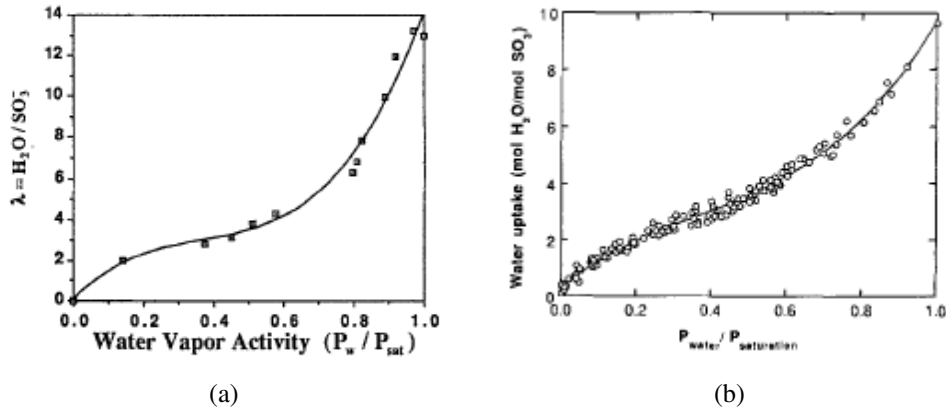 14
12
10
8
6
4
2
0
λ = H₂O / SO₃⁻
0.0 0.2 0.4 0.6 0.8 1.0
Water Vapor Activity (Pw / Psat)
(a)
10
8
6
4
2
0
Water uptake (mol H₂O/mol SO₃)
0.0 0.2 0.4 0.6 0.8 1.0
Pwater/Psaturation
(b)